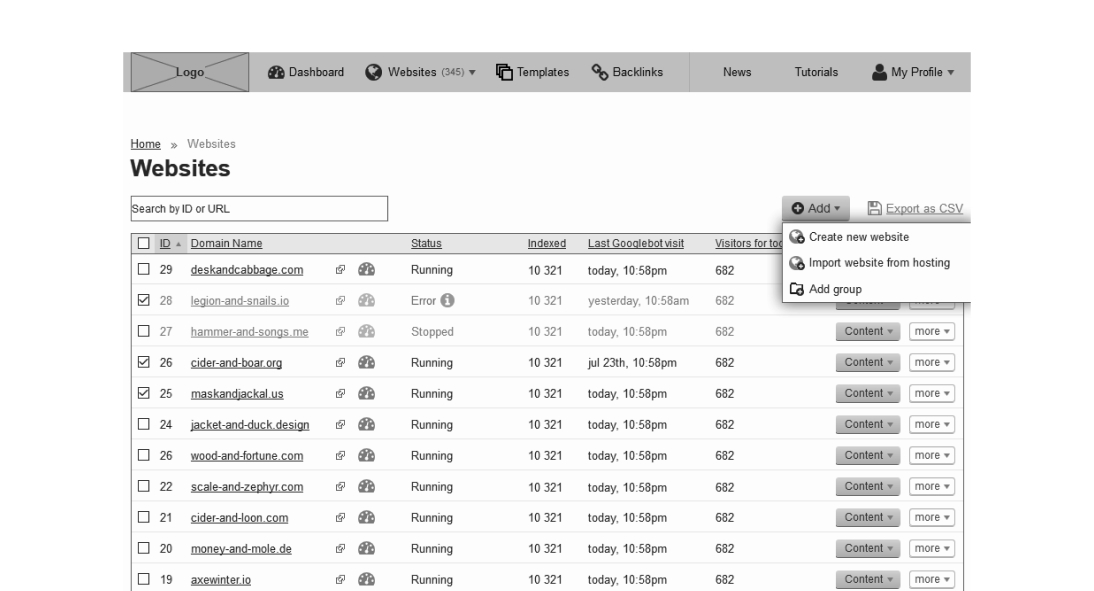 Logo Dashboard Websites (345) Templates Backlinks News Tutorials My Profile
Home » Websites
Websites
Search by ID or URL Add Export as CSV
Create new website
Import website from hosting
Add group
ID Domain Name Status Indexed Last Googlebot visit Visitors for
29 deskandcabbage.com Running 10 321 today, 10:58pm 682
28 legion-and-snails.io Error 10 321 yesterday, 10:58am 682 Content more
27 hammer-and-songs.me Stopped 10 321 today, 10:58pm 682 Content more
26 cider-and-boar.org Running 10 321 jul 23th, 10:58pm 682 Content more
25 maskandjackal.us Running 10 321 today, 10:58pm 682 Content more
24 jacket-and-duck.design Running 10 321 today, 10:58pm 682 Content more
26 wood-and-fortune.com Running 10 321 today, 10:58pm 682 Content more
22 scale-and-zephyr.com Running 10 321 today, 10:58pm 682 Content more
21 cider-and-loon.com Running 10 321 today, 10:58pm 682 Content more
20 money-and-mole.de Running 10 321 today, 10:58pm 682 Content more
19 axewinter.io Running 10 321 today, 10:58pm 682 Content more